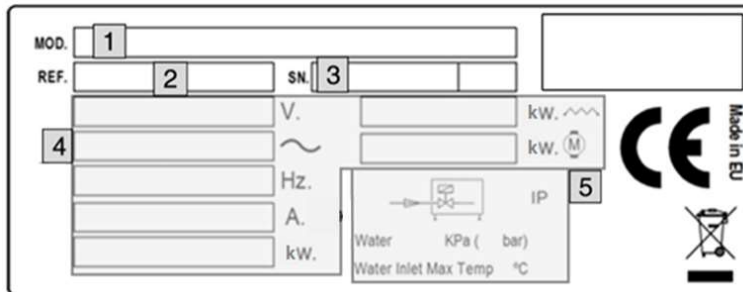 MOD. 1
REF. 2 SN. 3
V. kW.
4 kW. M
Hz. 5
IP
A.
Water KPa ( bar)
kW.
Water Inlet Max Temp ºC
CE
Made in EU